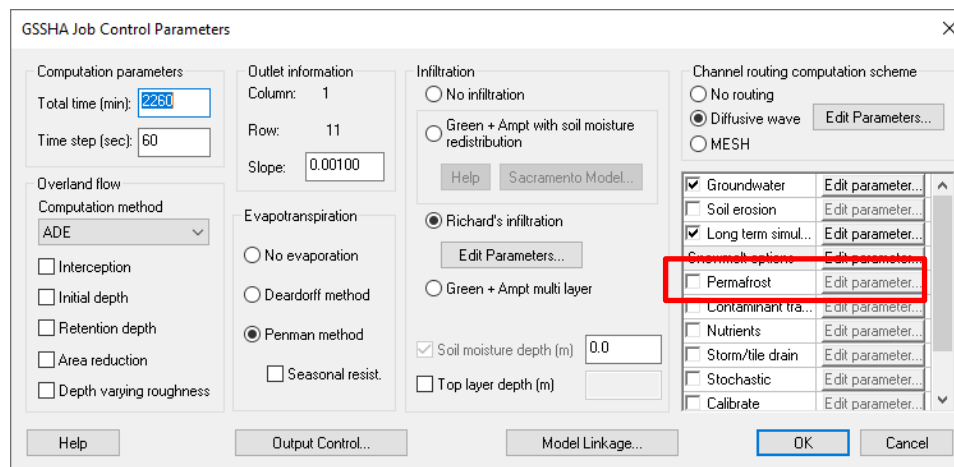 GSSHA Job Control Parameters
Computation parameters
Total time (min): 2260
Time step (sec): 60
Overland flow
Computation method
ADE
Interception
Initial depth
Retention depth
Area reduction
Depth varying roughness
Outlet information
Column: 1
Row: 11
Slope: 0.00100
Evapotranspiration
No evaporation
Deardorff method
Penman method
Seasonal resist.
Infiltration
No infiltration
Green + Ampt with soil moisture
redistribution
Help Sacramento Model...
Richard's infiltration
Edit Parameters...
Green + Ampt multi layer
Soil moisture depth (m) 0.0
Top layer depth (m)
Channel routing computation scheme
No routing
Diffusive wave Edit Parameters...
MESH
Groundwater Edit parameter...
Soil erosion Edit parameter...
Long term simul... Edit parameter...
Snowmelt options Edit parameter...
Permafrost Edit parameter...
Contaminant tra... Edit parameter...
Nutrients Edit parameter...
Storm/tile drain Edit parameter...
Stochastic Edit parameter...
Calibrate Edit parameter...
Help Output Control... Model Linkage... OK Cancel